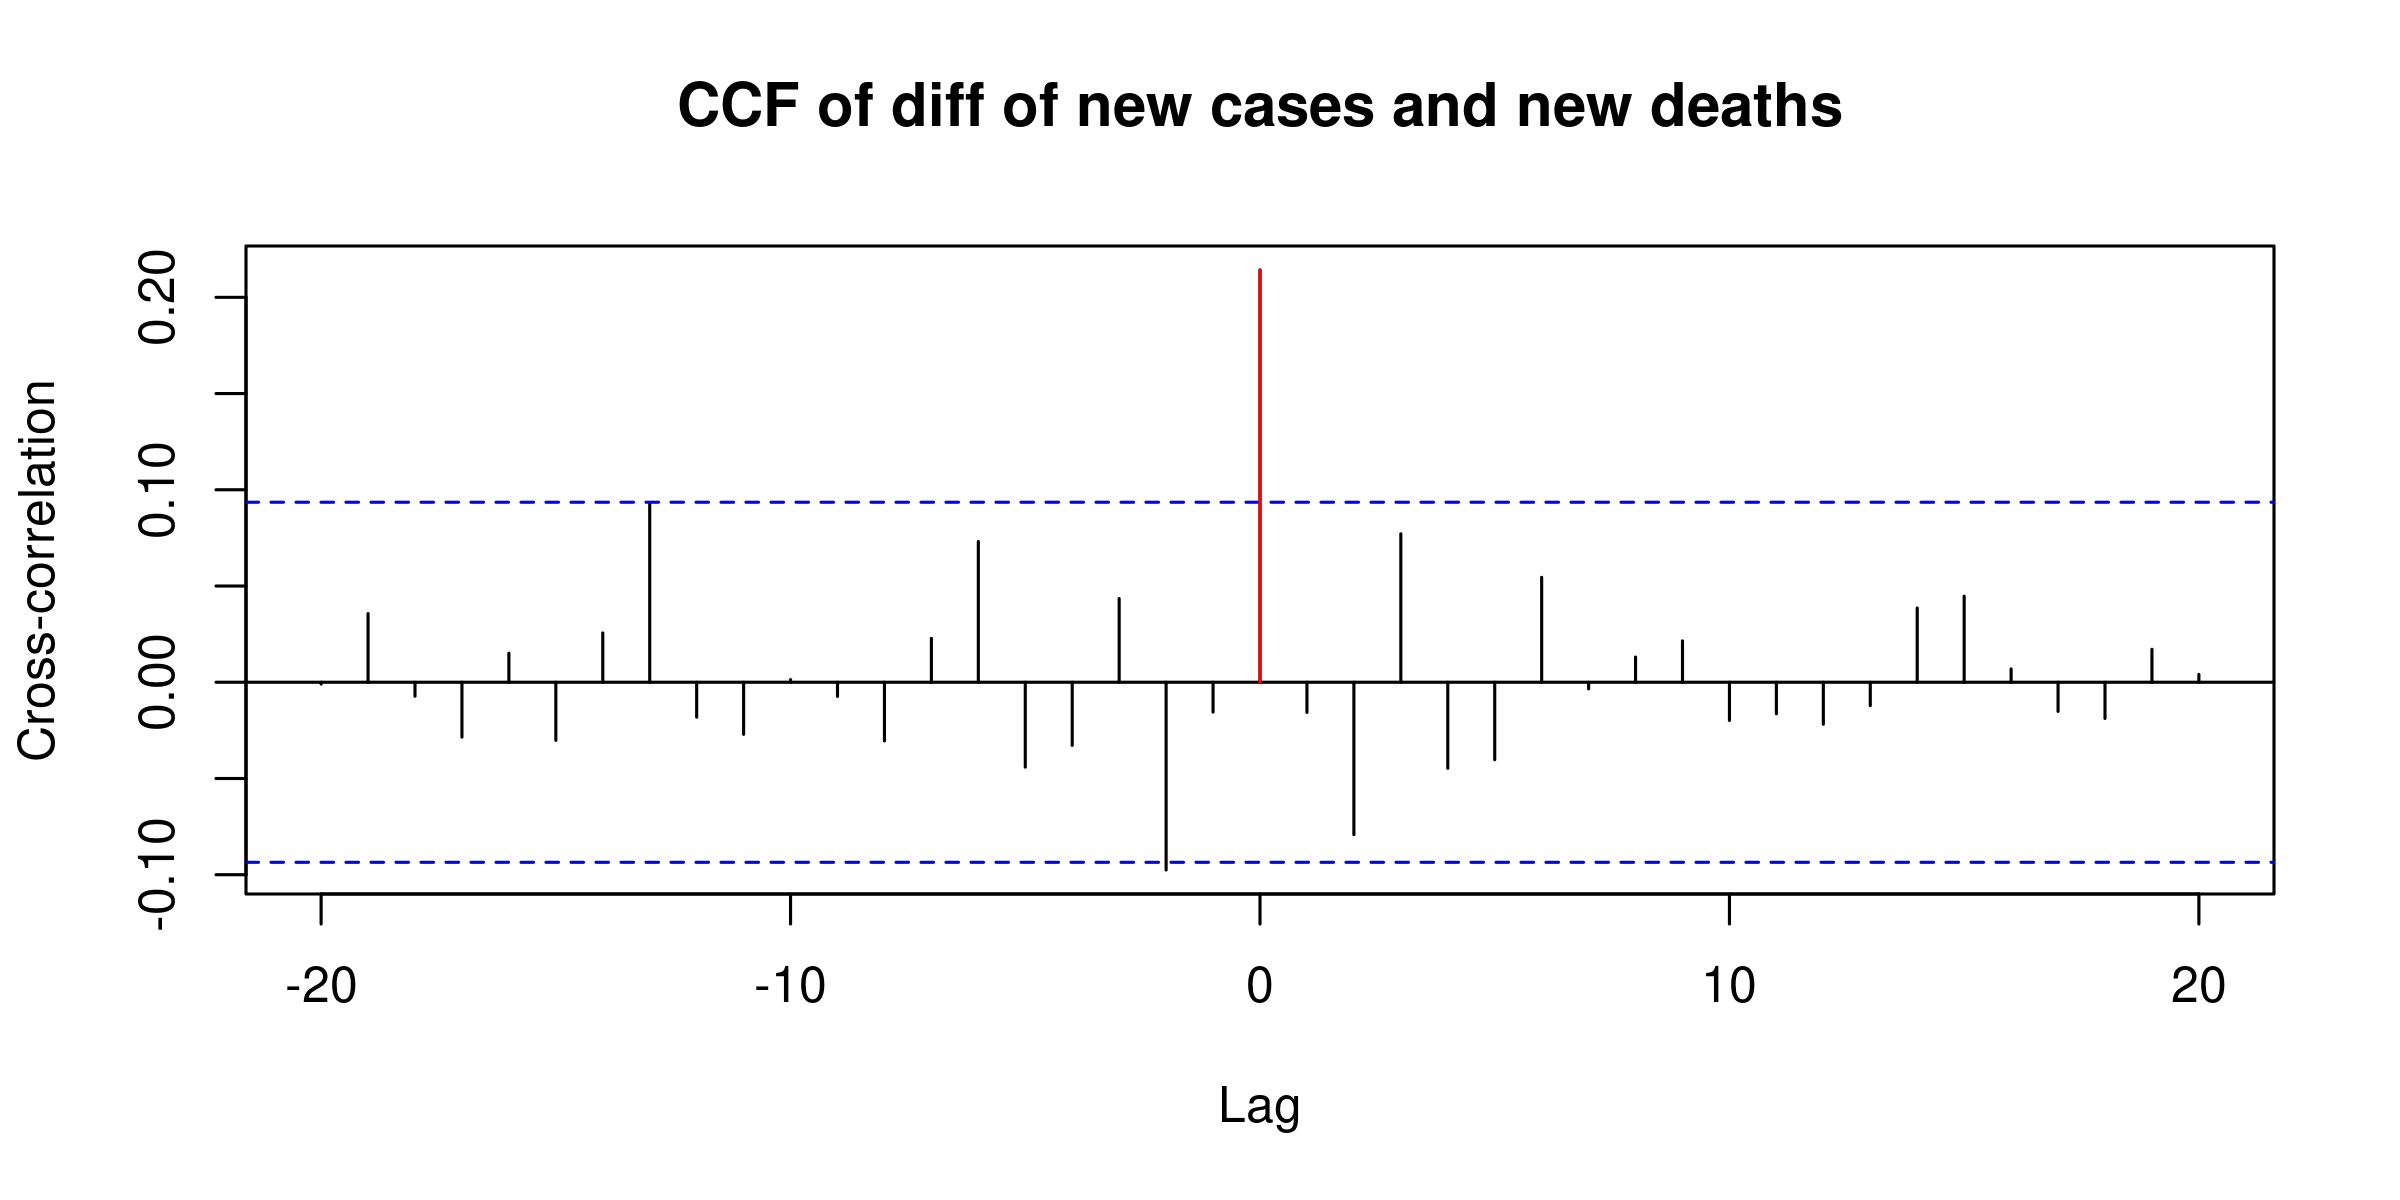 CCF of diff of new cases and new deaths
Cross-correlation
0.20
0.10
0.00
-0.10
-20 -10 0 10 20
Lag